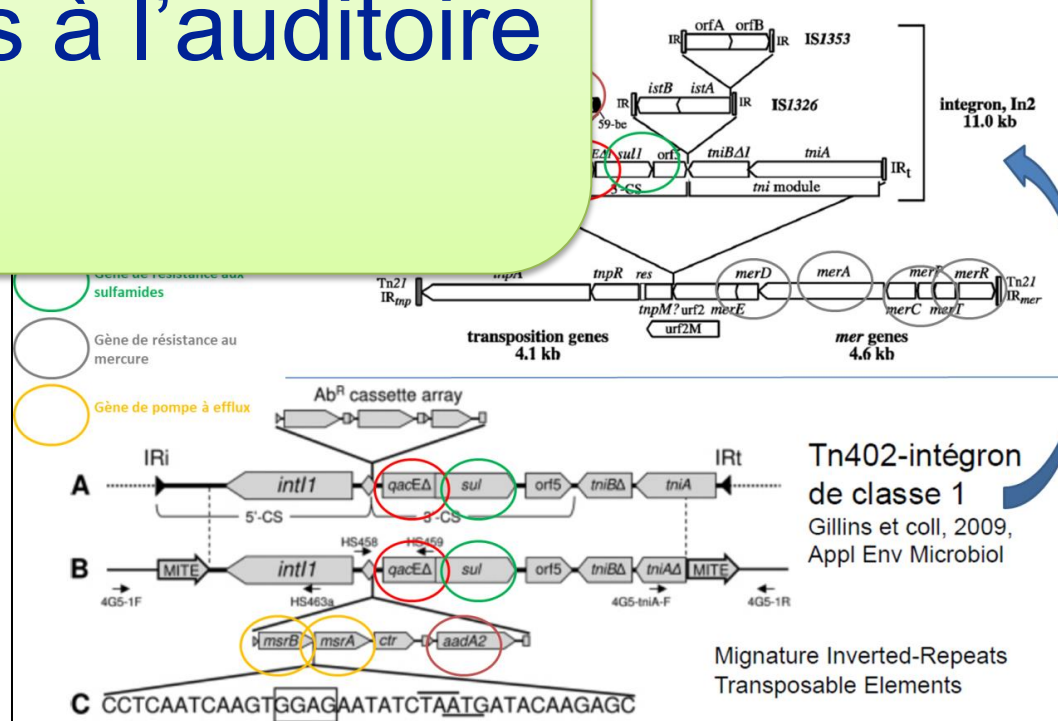 s à l’auditoire
orfA orfB
IR IR IS1353
istB istA
IR IR IS1326
59-be
integron, In2
11.0 kb
EΔ1 sul1 orf5 tniBΔ1 tniA
IRt
3'-CS tni module
Gène de résistance aux
sulfamides
Gène de résistance au
mercure
Gène de pompe à efflux
Tn21
IRtnp
tnpA tnpR res merD merA merP merR
Tn21
IRmer
tnpM? urf2 merE merC merT
urf2M
transposition genes
4.1 kb
mer genes
4.6 kb
AbR cassette array
IRi IRt
A intI1 qacEΔ sul orf5 tniBΔ tniA
5'-CS 3'-CS
HS458 HS459
B MITE intI1 qacEΔ sul orf5 tniBΔ tniAΔ MITE
4G5-1F HS463a 4G5-tniA-F 4G5-1R
msrB msrA ctr aadA2
C CCTCAATCAAGTGGAGAATATCTAATGATACAAGAGC
Tn402-intégron
de classe 1
Gillins et coll, 2009,
Appl Env Microbiol
Mignature Inverted-Repeats
Transposable Elements